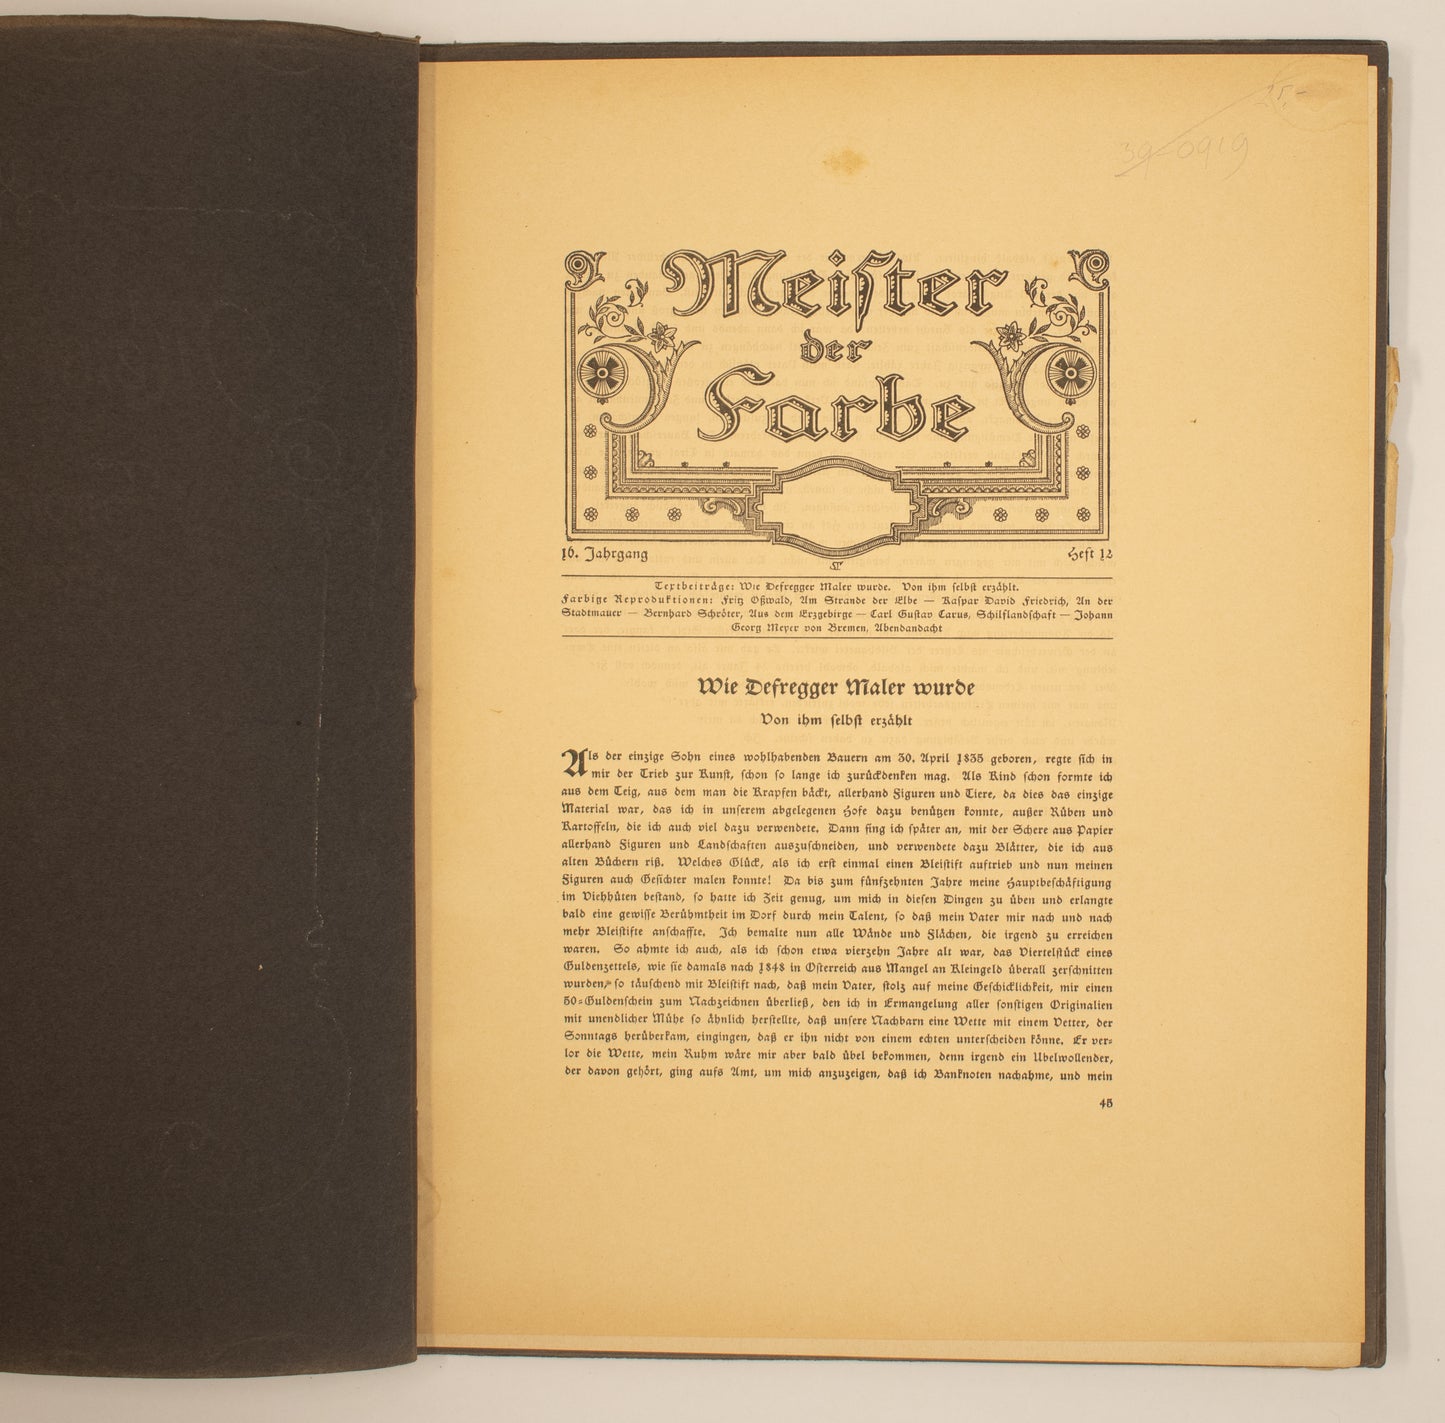 25.-
39-0919
Meister
der
Farbe
16. Jahrgang Heft 12
Textbeiträge: Wie Defregger Maler wurde. Von ihm selbst erzählt.
Farbige Reproduktionen: Fritz Oßwald, Am Strande der Elbe — Kaspar David Friedrich, An der
Stadtmauer — Bernhard Schröter, Aus dem Erzgebirge — Carl Gustav Carus, Schilflandschaft — Johann
Georg Meyer von Bremen, Abendandacht
Wie Defregger Maler wurde
Von ihm selbst erzählt
Als der einzige Sohn eines wohlhabenden Bauern am 30. April 1835 geboren, regte sich in
mir der Trieb zur Kunst, schon so lange ich zurückdenken mag. Als Kind schon formte ich
aus dem Teig, aus dem man die Krapfen bäckt, allerhand Figuren und Tiere, da dies das einzige
Material war, das ich in unserem abgelegenen Hofe dazu benützen konnte, außer Rüben und
Kartoffeln, die ich auch viel dazu verwendete. Dann fing ich später an, mit der Schere aus Papier
allerhand Figuren und Landschaften auszuschneiden, und verwendete dazu Blätter, die ich aus
alten Büchern riß. Welches Glück, als ich erst einmal einen Bleistift auftrieb und nun meinen
Figuren auch Gesichter malen konnte! Da bis zum fünfzehnten Jahre meine Hauptbeschäftigung
im Viehhüten bestand, so hatte ich Zeit genug, um mich in diesen Dingen zu üben und erlangte
bald eine gewisse Berühmtheit im Dorf durch mein Talent, so daß mein Vater mir nach und nach
mehr Bleistifte anschaffte. Ich bemalte nun alle Wände und Flächen, die irgend zu erreichen
waren. So ahmte ich auch, als ich schon etwa vierzehn Jahre alt war, das Viertelstück eines
Guldenzettels, wie sie damals nach 1848 in Österreich aus Mangel an Kleingeld überall zerschnitten
wurden, so täuschend mit Bleistift nach, daß mein Vater, stolz auf meine Geschicklichkeit, mir einen
50=Guldenschein zum Nachzeichnen überließ, den ich in Ermangelung aller sonstigen Originalien
mit unendlicher Mühe so ähnlich herstellte, daß unsere Nachbarn eine Wette mit einem Vetter, der
Sonntags herüberkam, eingingen, daß er ihn nicht von einem echten unterscheiden könne. Er ver=
lor die Wette, mein Ruhm wäre mir aber bald übel bekommen, denn irgend ein Übelwollender,
der davon gehört, ging aufs Amt, um mich anzuzeigen, daß ich Banknoten nachahme, und mein
45